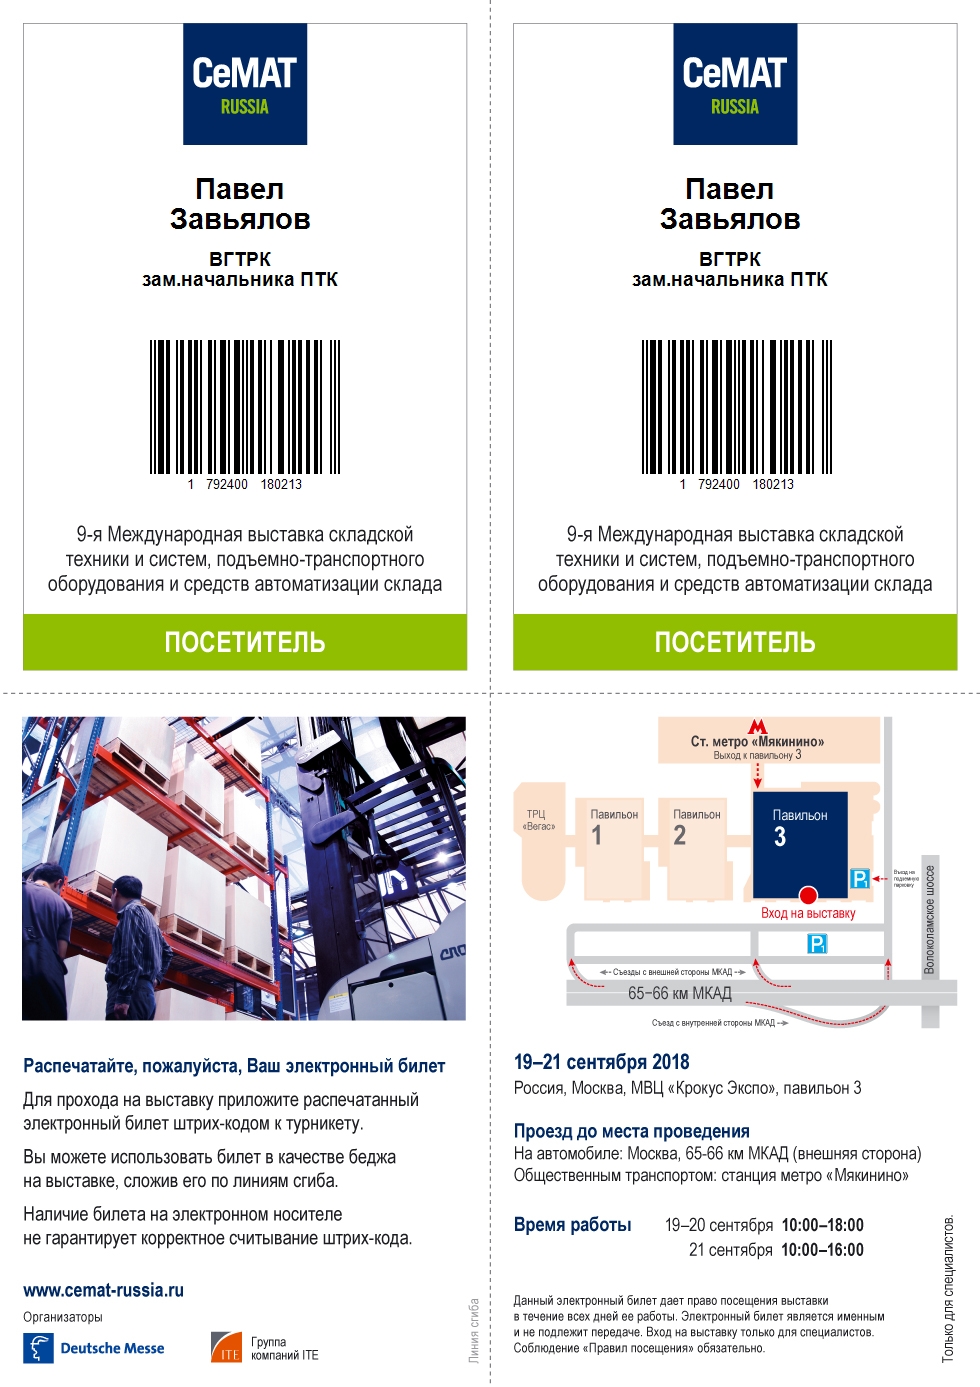 CeMAT
RUSSIA
Павел
Завьялов
ВГТРК
зам.начальника ПТК
1 792400 180213
9-я Международная выставка складской
техники и систем, подъемно-транспортного
оборудования и средств автоматизации склада
ПОСЕТИТЕЛЬ
CeMAT
RUSSIA
Павел
Завьялов
ВГТРК
зам.начальника ПТК
1 792400 180213
9-я Международная выставка складской
техники и систем, подъемно-транспортного
оборудования и средств автоматизации склада
ПОСЕТИТЕЛЬ
Распечатайте, пожалуйста, Ваш электронный билет
Для прохода на выставку приложите распечатанный
электронный билет штрих-кодом к турникету.
Вы можете использовать билет в качестве беджа
на выставке, сложив его по линиям сгиба.
Наличие билета на электронном носителе
не гарантирует корректное считывание штрих-кода.
www.cemat-russia.ru
Организаторы
Deutsche Messe
ITE
Группа
компаний ITE
Линия сгиба
М
Ст. метро «Мякинино»
Выход к павильону 3
ТРЦ
«Вегас»
Павильон
1
Павильон
2
Павильон
3
P1
Въезд на
подземную
парковку
Вход на выставку
P1
Волоколамское шоссе
Съезды с внешней стороны МКАД
65–66 км МКАД
Съезд с внутренней стороны МКАД
19–21 сентября 2018
Россия, Москва, МВЦ «Крокус Экспо», павильон 3
Проезд до места проведения
На автомобиле: Москва, 65-66 км МКАД (внешняя сторона)
Общественным транспортом: станция метро «Мякинино»
Время работы 19–20 сентября 10:00–18:00
21 сентября 10:00–16:00
Данный электронный билет дает право посещения выставки
в течение всех дней ее работы. Электронный билет является именным
и не подлежит передаче. Вход на выставку только для специалистов.
Соблюдение «Правил посещения» обязательно.
Только для специалистов.